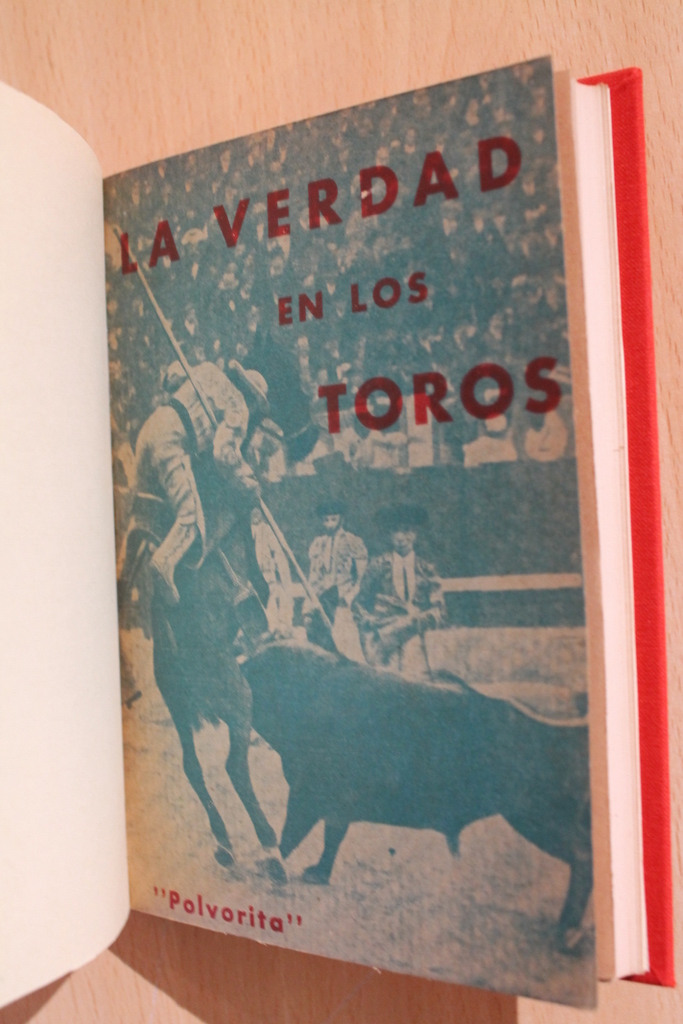 LA VERDAD
EN LOS
TOROS
"Polvorita"